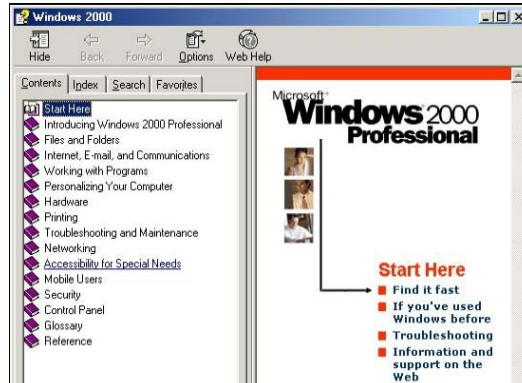 Windows 2000
Hide Back Forward Options Web Help
Contents Index Search Favorites
Start Here
Introducing Windows 2000 Professional
Files and Folders
Internet, E-mail, and Communications
Working with Programs
Personalizing Your Computer
Hardware
Printing
Troubleshooting and Maintenance
Networking
Accessibility for Special Needs
Mobile Users
Security
Control Panel
Glossary
Reference
Microsoft
Windows 2000
Professional
Start Here
Find it fast
If you've used
Windows before
Troubleshooting
Information and
support on the
Web